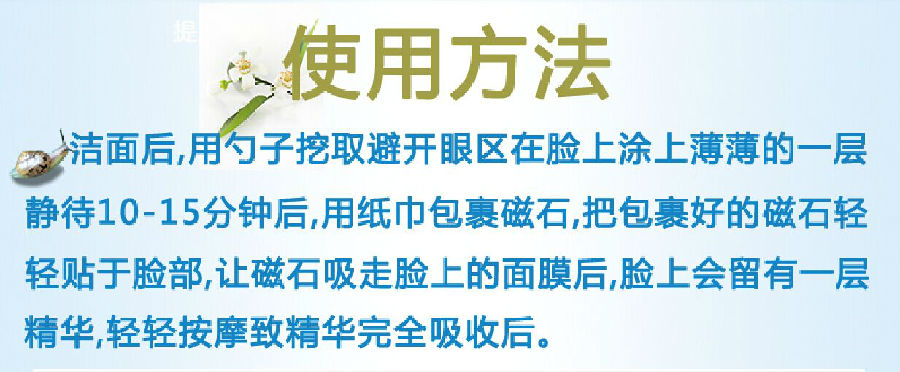 提
使用方法
洁面后,用勺子挖取避开眼区在脸上涂上薄薄的一层
静待10-15分钟后,用纸巾包裹磁石,把包裹好的磁石轻
轻贴于脸部,让磁石吸走脸上的面膜后,脸上会留有一层
精华,轻轻按摩致精华完全吸收后。